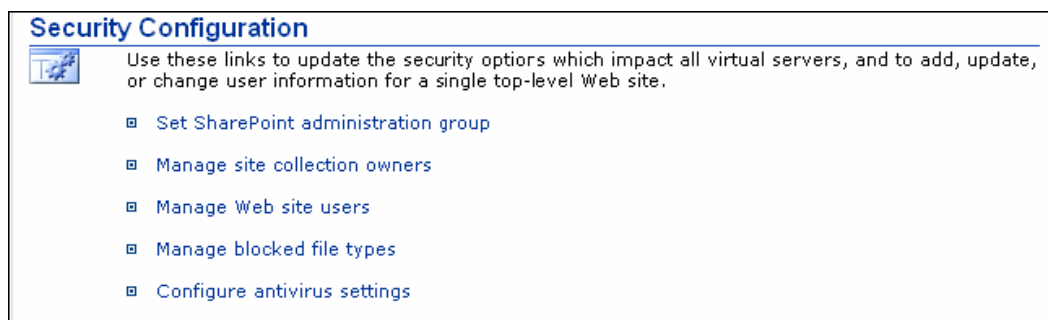 Security Configuration
Use these links to update the security options which impact all virtual servers, and to add, update,
or change user information for a single top-level Web site.
Set SharePoint administration group
Manage site collection owners
Manage Web site users
Manage blocked file types
Configure antivirus settings